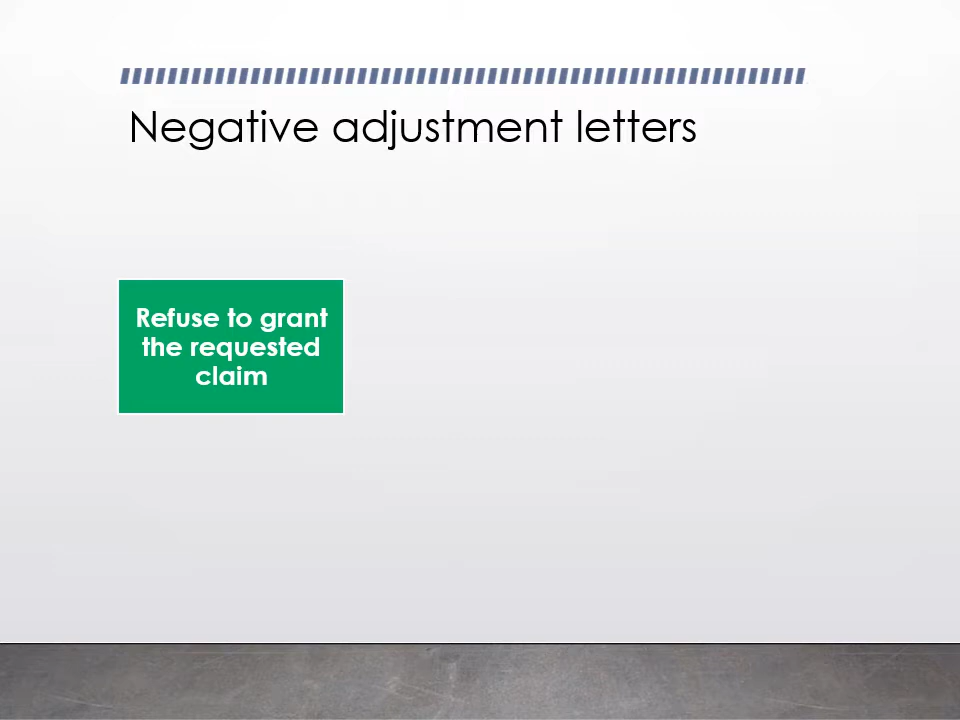 Negative adjustment letters
Refuse to grant
the requested
claim